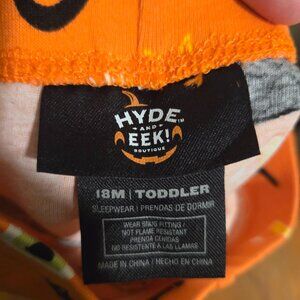 HYDE™
AND
EEK!
BOUTIQUE
18M | TODDLER
SLEEPWEAR | PRENDAS DE DORMIR
WEAR SNUG FITTING /
NOT FLAME RESISTANT
PRENDA CEÑIDAS
NO RESISTENTE A LAS LLAMAS
MADE IN CHINA / HECHO EN CHINA